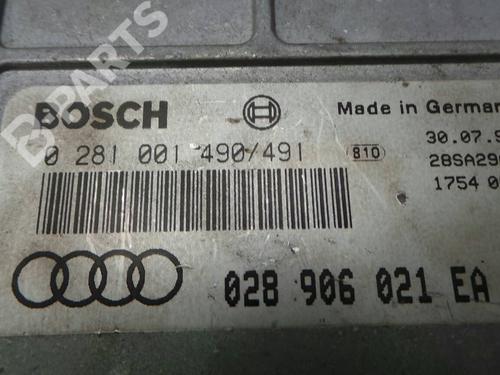 B-PARTS
BOSCH
Made in German
0 281 001 490/491
810
30.07.9
28SA29
1754 0
028 906 021 EA